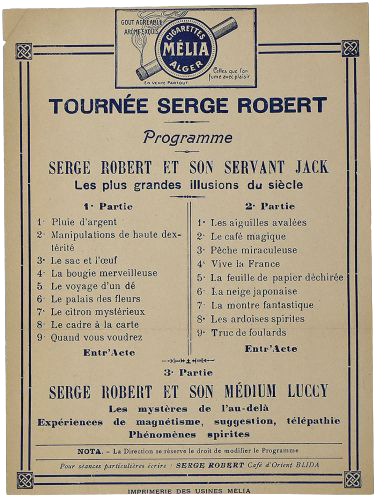 GOUT AGREABLE
AROME EXQUIS
CIGARETTES
MÉLIA
ALGER
EN VENTE PARTOUT
Celles que l'on
fume avec plaisir
TOURNÉE SERGE ROBERT
Programme
SERGE ROBERT ET SON SERVANT JACK
Les plus grandes illusions du siècle
1· Partie
1· Pluie d'argent
2· Manipulations de haute dex-
térité
3· Le sac et l'œuf
4· La bougie merveilleuse
5· Le voyage d'un dé
6· Le palais des fleurs
7· Le citron mystérieux
8· Le cadre à la carte
9· Quand vous voudrez
Entr'Acte
2· Partie
1· Les aiguilles avalées
2· Le café magique
3· Pêche miraculeuse
4· Vive la France
5· La feuille de papier déchirée
6· La neige japonaise
7· La montre fantastique
8· Les ardoises spirites
9· Truc de foulards
Entr'Acte
3· Partie
SERGE ROBERT ET SON MÉDIUM LUCCY
Les mystères de l'au-delà
Expériences de magnétisme, suggestion, télépathie
Phénomènes spirites
NOTA. - La Direction se réserve le droit de modifier le Programme
Pour séances particulières écrire : SERGE ROBERT Café d'Orient BLIDA
IMPRIMERIE DES USINES MÉLIA